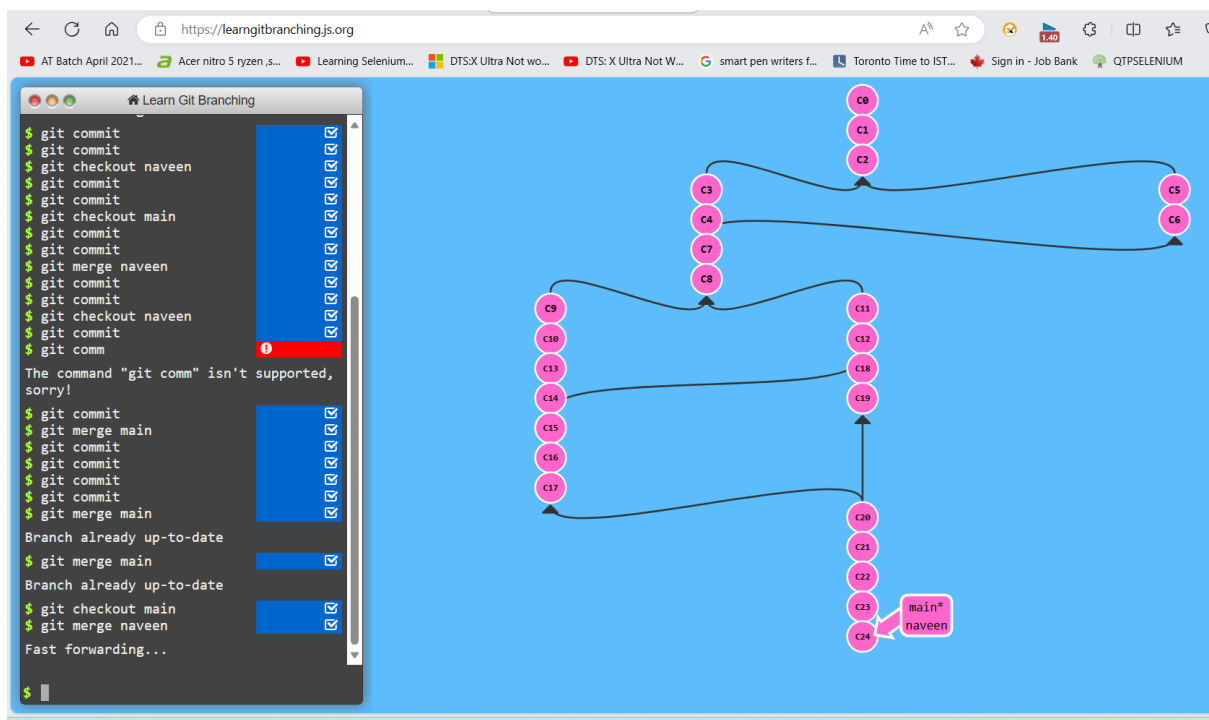 https://learngitbranching.js.org
1.40
AT Batch April 2021...
Acer nitro 5 ryzen ,s...
Learning Selenium...
DTS:X Ultra Not wo...
DTS: X Ultra Not W...
smart pen writers f...
Toronto Time to IST...
Sign in - Job Bank
QTPSELENIUM
Learn Git Branching
$ git commit
$ git commit
$ git checkout naveen
$ git commit
$ git commit
$ git checkout main
$ git commit
$ git commit
$ git merge naveen
$ git commit
$ git commit
$ git checkout naveen
$ git commit
$ git comm
The command "git comm" isn't supported,
sorry!
$ git commit
$ git merge main
$ git commit
$ git commit
$ git commit
$ git commit
$ git merge main
Branch already up-to-date
$ git merge main
Branch already up-to-date
$ git checkout main
$ git merge naveen
Fast forwarding...
$
C0
C1
C2
C3
C5
C4
C6
C7
C8
C9
C11
C10
C12
C13
C18
C14
C19
C15
C16
C17
C20
C21
C22
C23
main*
naveen
C24